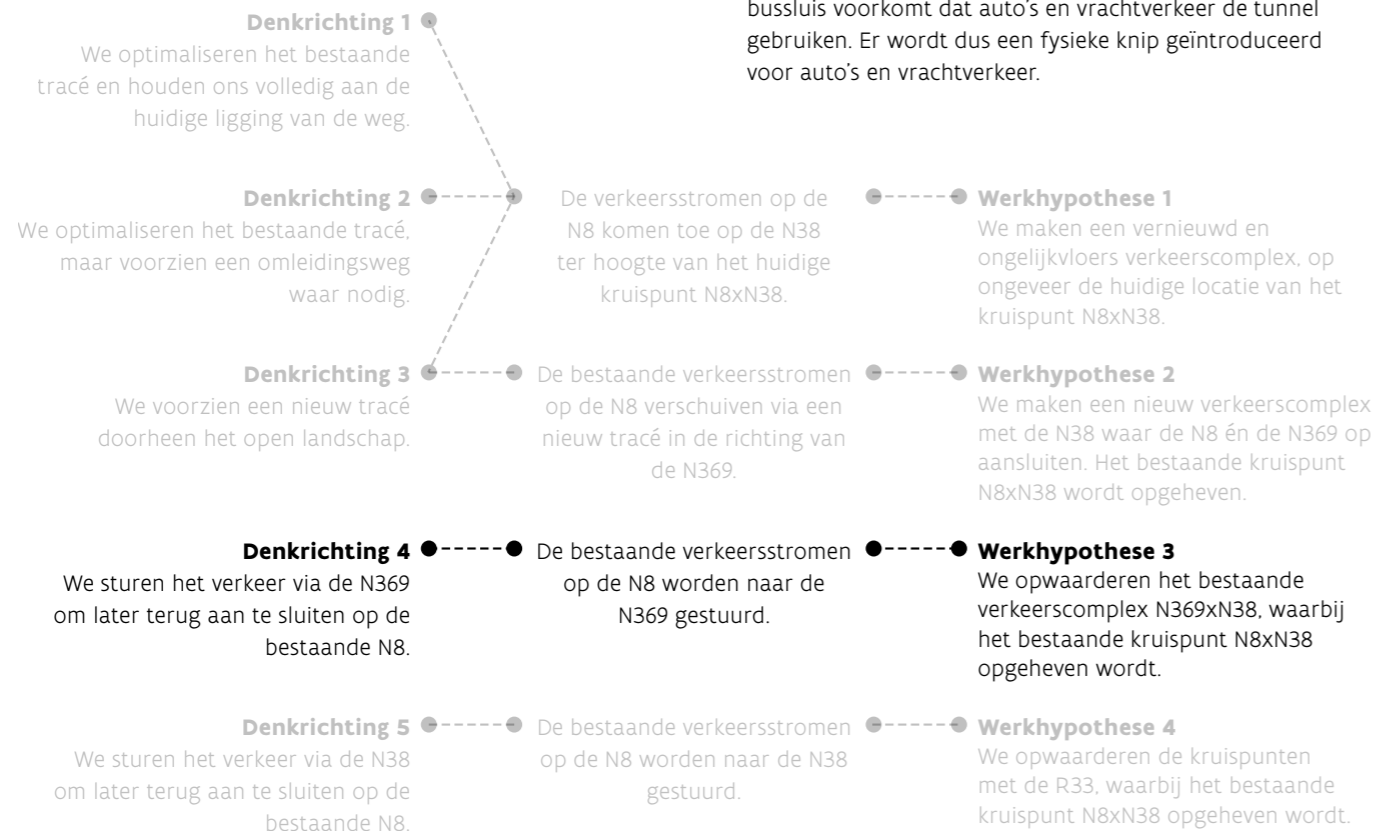 bussluis voorkomt dat auto's en vrachtverkeer de tunnel
gebruiken. Er wordt dus een fysieke knip geïntroduceerd
voor auto's en vrachtverkeer.
Denkrichting 1
We optimaliseren het bestaande
tracé en houden ons volledig aan de
huidige ligging van de weg.
Denkrichting 2
We optimaliseren het bestaande tracé,
maar voorzien een omleidingsweg
waar nodig.
De verkeersstromen op de
N8 komen toe op de N38
ter hoogte van het huidige
kruispunt N8xN38.
Werkhypothese 1
We maken een vernieuwd en
ongelijkvloers verkeerscomplex, op
ongeveer de huidige locatie van het
kruispunt N8xN38.
Denkrichting 3
We voorzien een nieuw tracé
doorheen het open landschap.
De bestaande verkeersstromen
op de N8 verschuiven via een
nieuw tracé in de richting van
de N369.
Werkhypothese 2
We maken een nieuw verkeerscomplex
met de N38 waar de N8 én de N369 op
aansluiten. Het bestaande kruispunt
N8xN38 wordt opgeheven.
Denkrichting 4
We sturen het verkeer via de N369
om later terug aan te sluiten op de
bestaande N8.
De bestaande verkeersstromen
op de N8 worden naar de
N369 gestuurd.
Werkhypothese 3
We opwaarderen het bestaande
verkeerscomplex N369xN38, waarbij
het bestaande kruispunt N8xN38
opgeheven wordt.
Denkrichting 5
We sturen het verkeer via de N38
om later terug aan te sluiten op de
bestaande N8.
De bestaande verkeersstromen
op de N8 worden naar de N38
gestuurd.
Werkhypothese 4
We opwaarderen de kruispunten
met de R33, waarbij het bestaande
kruispunt N8xN38 opgeheven wordt.